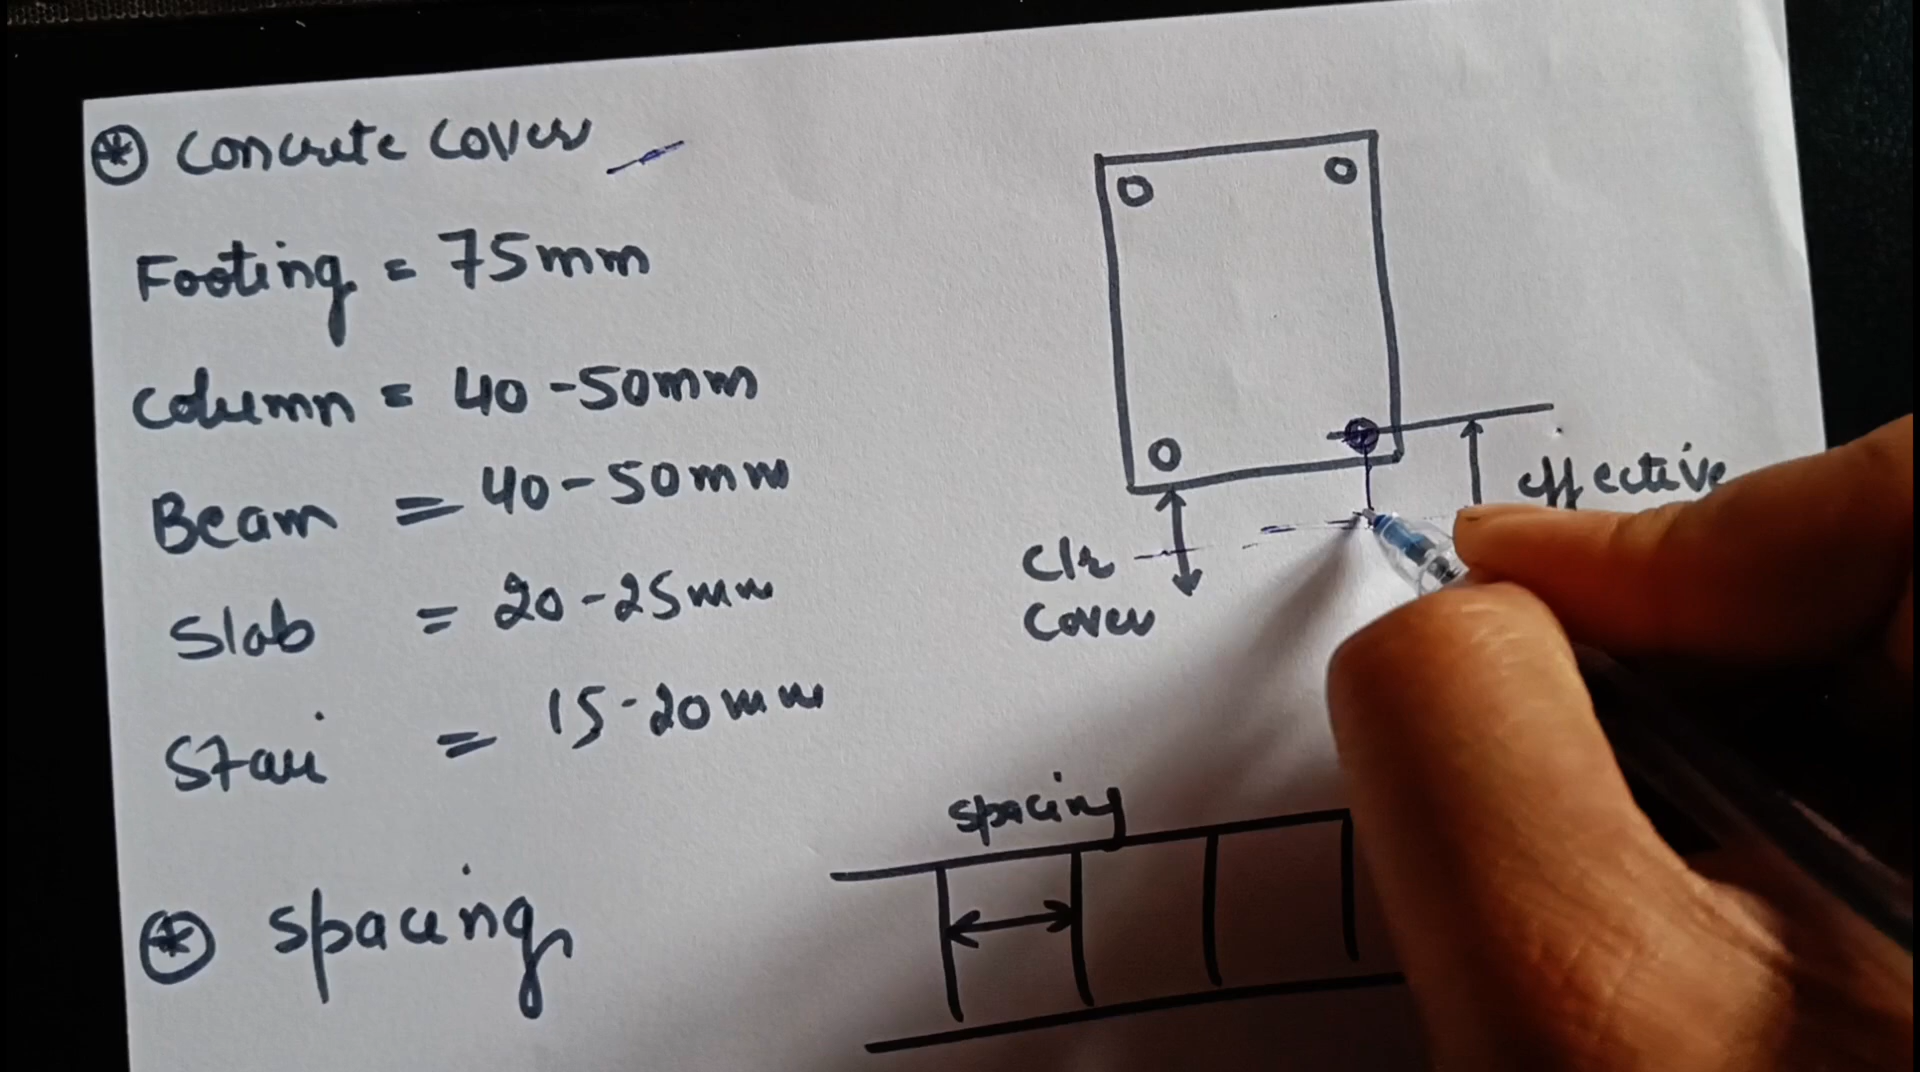 ⊛ Concrete Cover
Footing = 75mm
Column = 40-50mm
Beam = 40-50mm
Slab = 20-25mm
Stair = 15-20mm
⊛ Spacing
effective
Clr
Cover
spacing